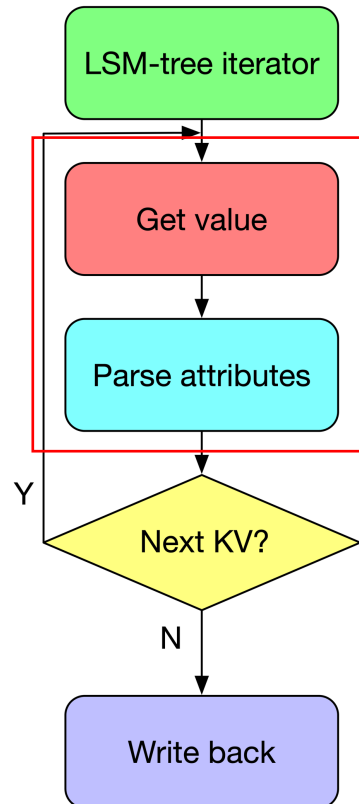 LSM-tree iterator
Get value
Parse attributes
Y
Next KV?
N
Write back